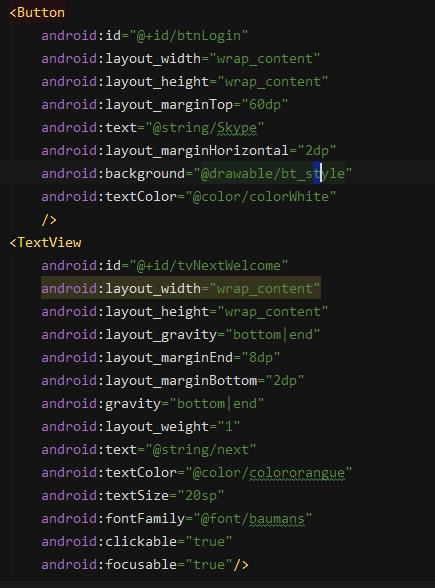 <Button
android:id="@+id/btnLogin"
android:layout_width="wrap_content"
android:layout_height="wrap_content"
android:layout_marginTop="60dp"
android:text="@string/Skype"
android:layout_marginHorizontal="2dp"
android:background="@drawable/bt_style"
android:textColor="@color/colorWhite"
/>
<TextView
android:id="@+id/tvNextWelcome"
android:layout_width="wrap_content"
android:layout_height="wrap_content"
android:layout_gravity="bottom|end"
android:layout_marginEnd="8dp"
android:layout_marginBottom="2dp"
android:gravity="bottom|end"
android:layout_weight="1"
android:text="@string/next"
android:textColor="@color/colororangue"
android:textSize="20sp"
android:fontFamily="@font/baumans"
android:clickable="true"
android:focusable="true"/>